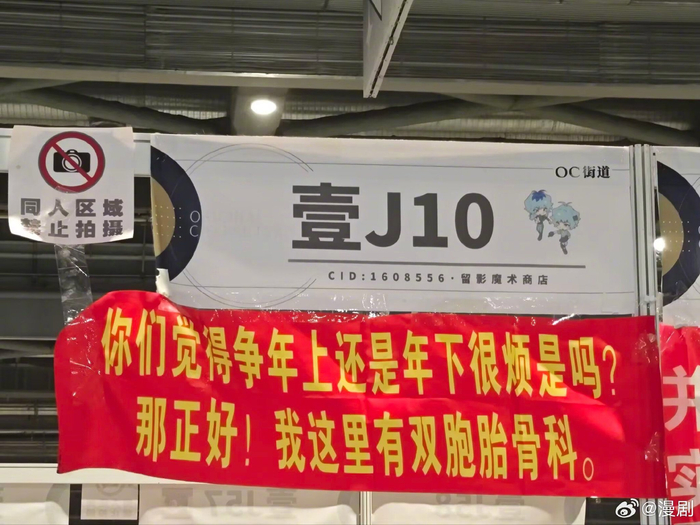 同人区域
禁止拍摄
OC街道
壹J10
CID:1608556·留影魔术商店
你们觉得争年上还是年下很烦是吗？
那正好！我这里有双胞胎骨科。
@漫剧